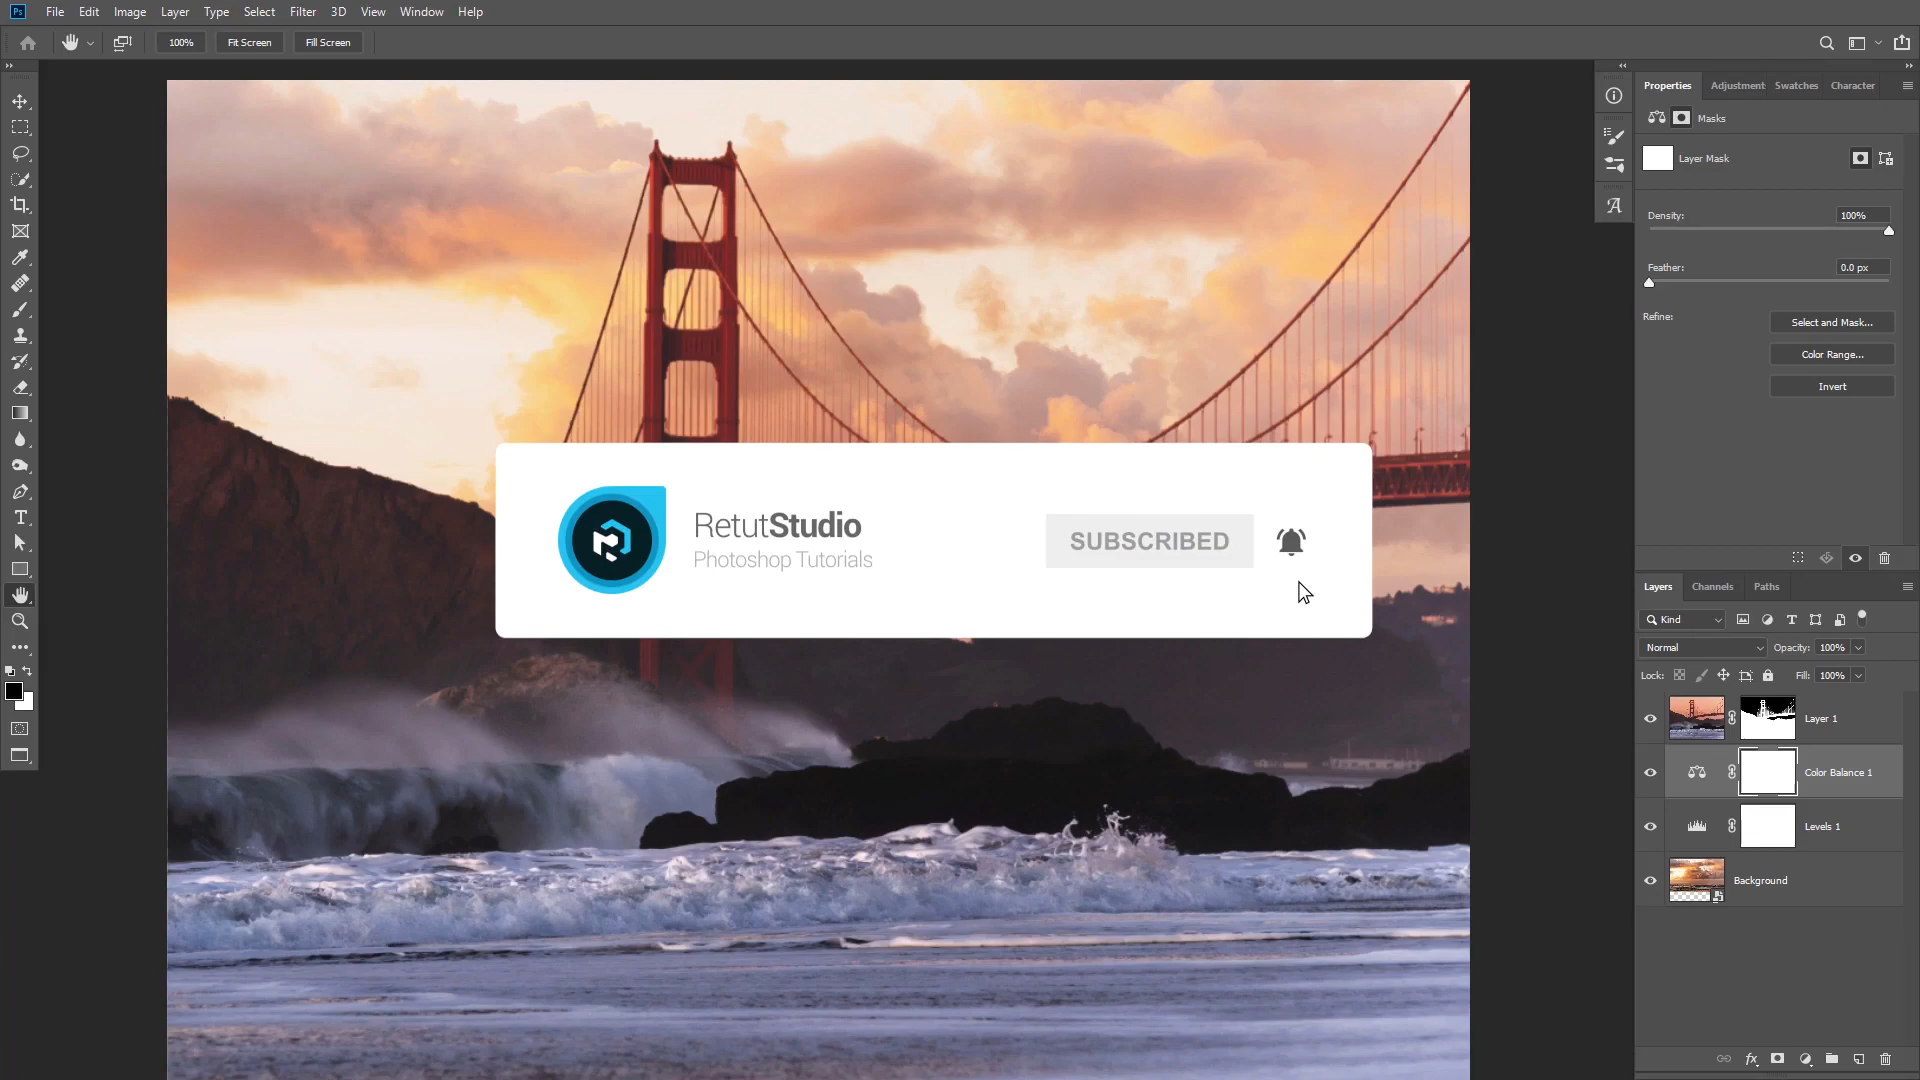 Ps File Edit Image Layer Type Select Filter 3D View Window Help
100% Fit Screen Fill Screen
Properties Adjustment Swatches Character
Masks
Layer Mask
Density: 100%
Feather: 0.0 px
Refine: Select and Mask...
Color Range...
Invert
RetutStudio
Photoshop Tutorials
SUBSCRIBED
Layers Channels Paths
Kind
Normal Opacity: 100%
Lock: Fill: 100%
Layer 1
Color Balance 1
Levels 1
Background
fx